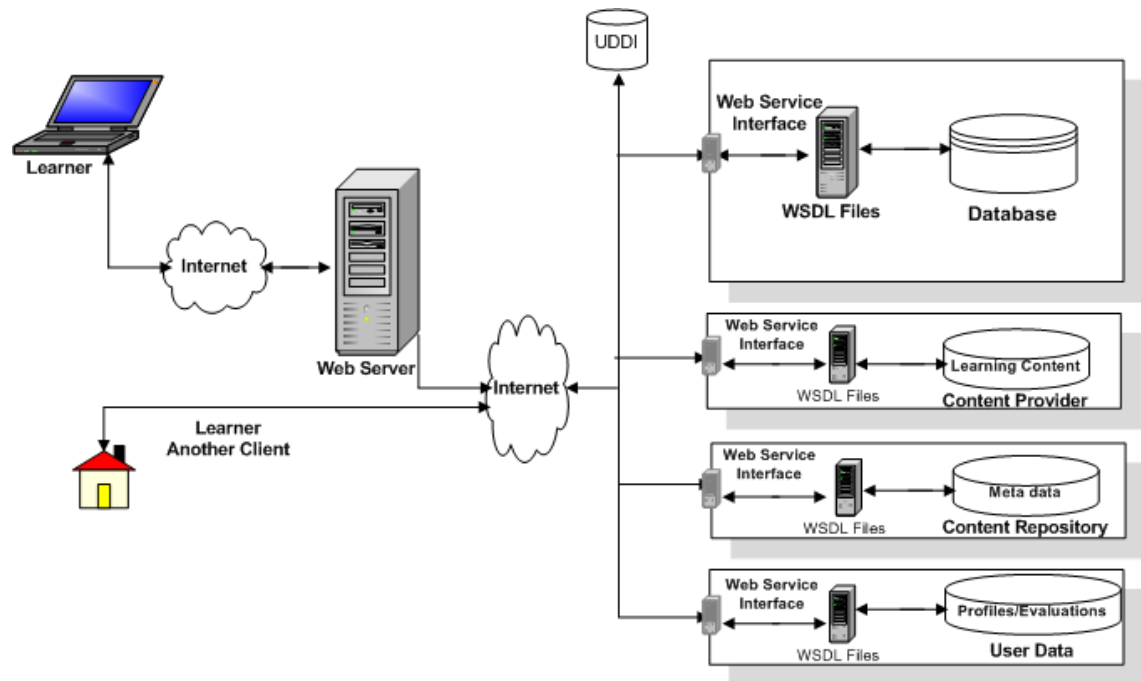 UDDI
Learner
Internet
Web Server
Learner
Another Client
Internet
Web Service
Interface
WSDL Files
Database
Web Service
Interface
WSDL Files
Learning Content
Content Provider
Web Service
Interface
WSDL Files
Meta data
Content Repository
Web Service
Interface
WSDL Files
Profiles/Evaluations
User Data